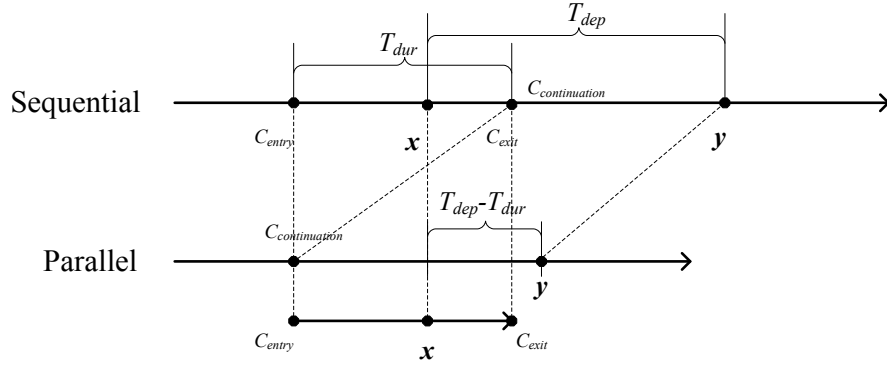 T_dep
T_dur
C_continuation
Sequential
C_entry x C_exit y
T_dep-T_dur
C_continuation
Parallel
y
C_entry x C_exit